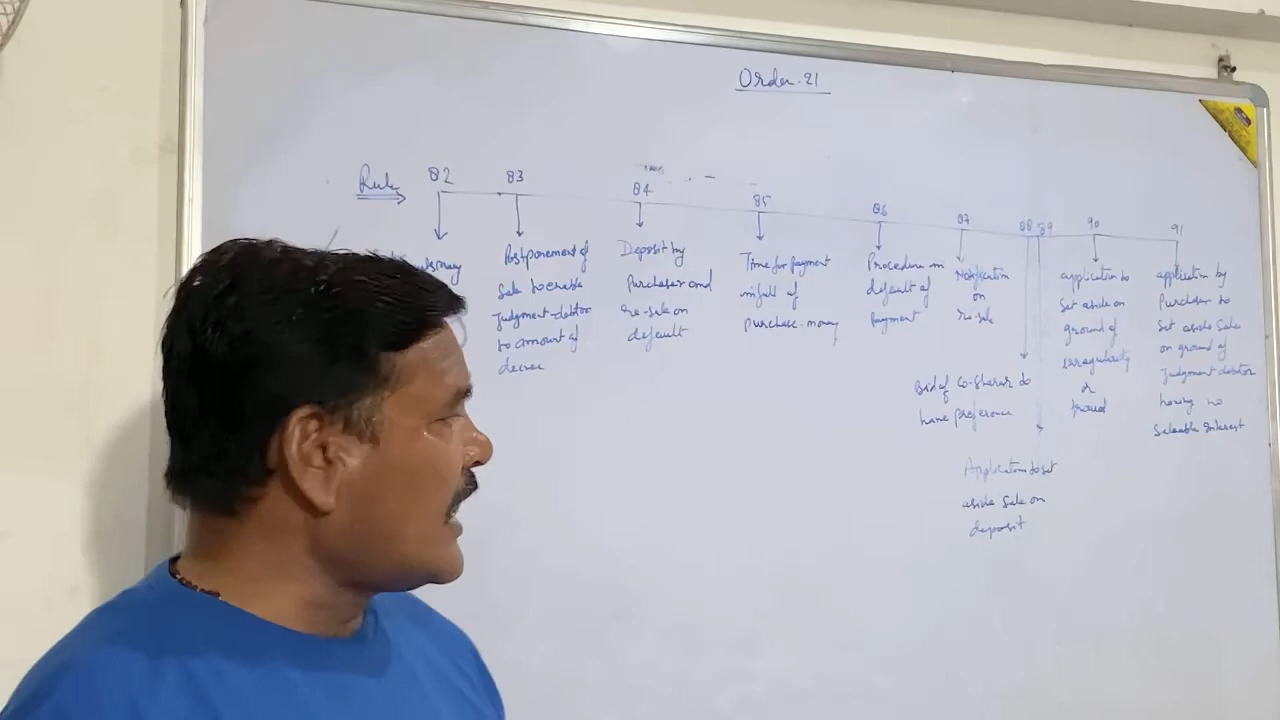 Order. 21
Rule
82
83
84
85
86
87
88
89
90
91
Postponement of
Sale to enable
Judgment-debtor
to amount of
decree
Deposit by
Purchaser and
re-sale on
default
Time for payment
in full of
purchase-money
Procedure in
default of
payment
Notification
on
re-sale
Bid of Co-Sharer to
have preference
Application to set
aside Sale on
deposit
application to
Set aside on
ground of
irregularity
or
fraud
application by
Purchaser to
Set aside Sale
on ground of
Judgment-debtor
having no
Saleable Interest